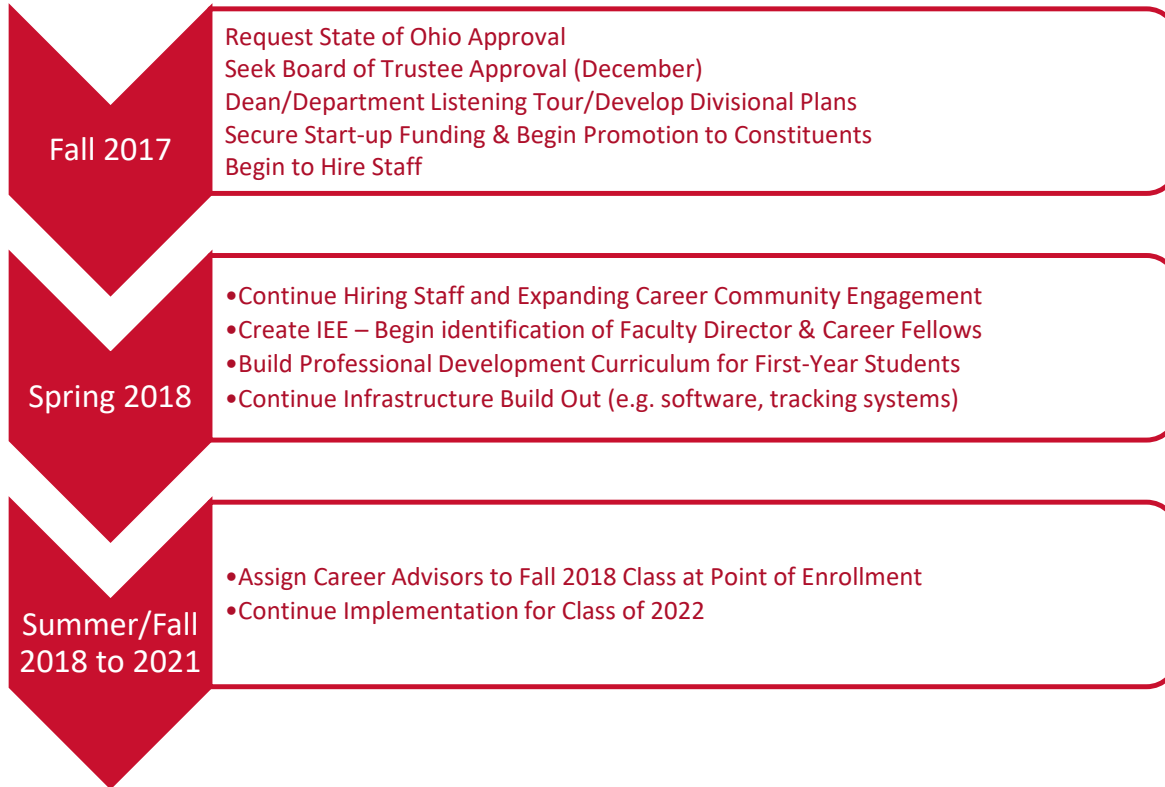 Fall 2017
Request State of Ohio Approval
Seek Board of Trustee Approval (December)
Dean/Department Listening Tour/Develop Divisional Plans
Secure Start-up Funding & Begin Promotion to Constituents
Begin to Hire Staff
Spring 2018
•Continue Hiring Staff and Expanding Career Community Engagement
•Create IEE – Begin identification of Faculty Director & Career Fellows
•Build Professional Development Curriculum for First-Year Students
•Continue Infrastructure Build Out (e.g. software, tracking systems)
Summer/Fall
2018 to 2021
•Assign Career Advisors to Fall 2018 Class at Point of Enrollment
•Continue Implementation for Class of 2022